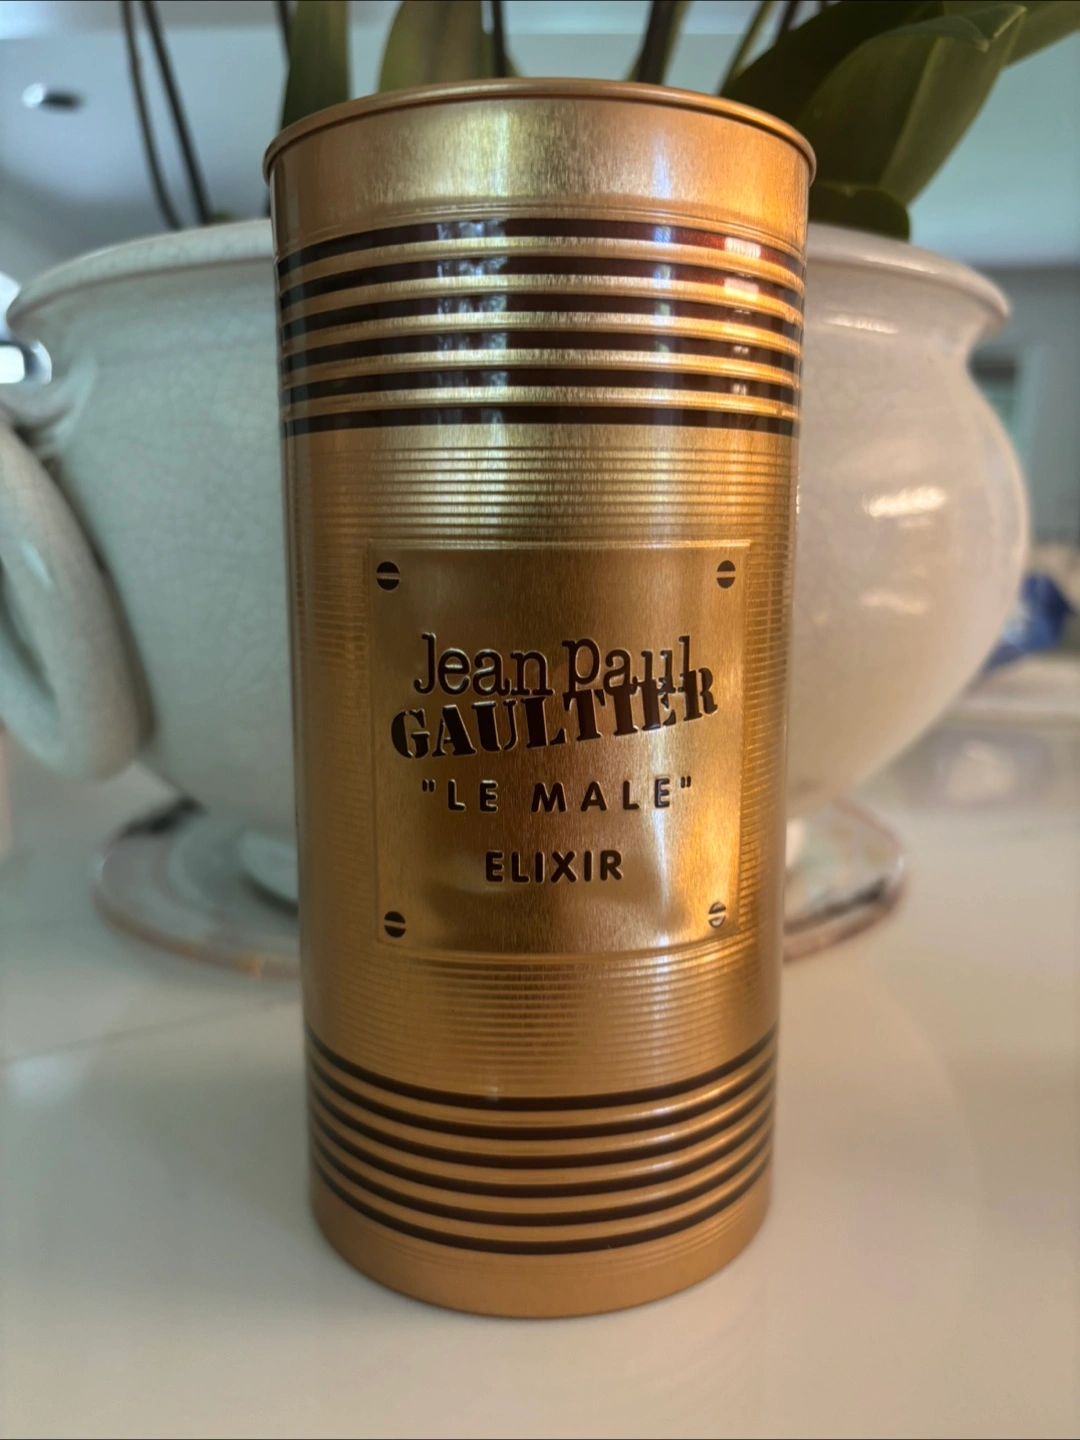 Jean Paul
GAULTIER
"LE MALE"
ELIXIR